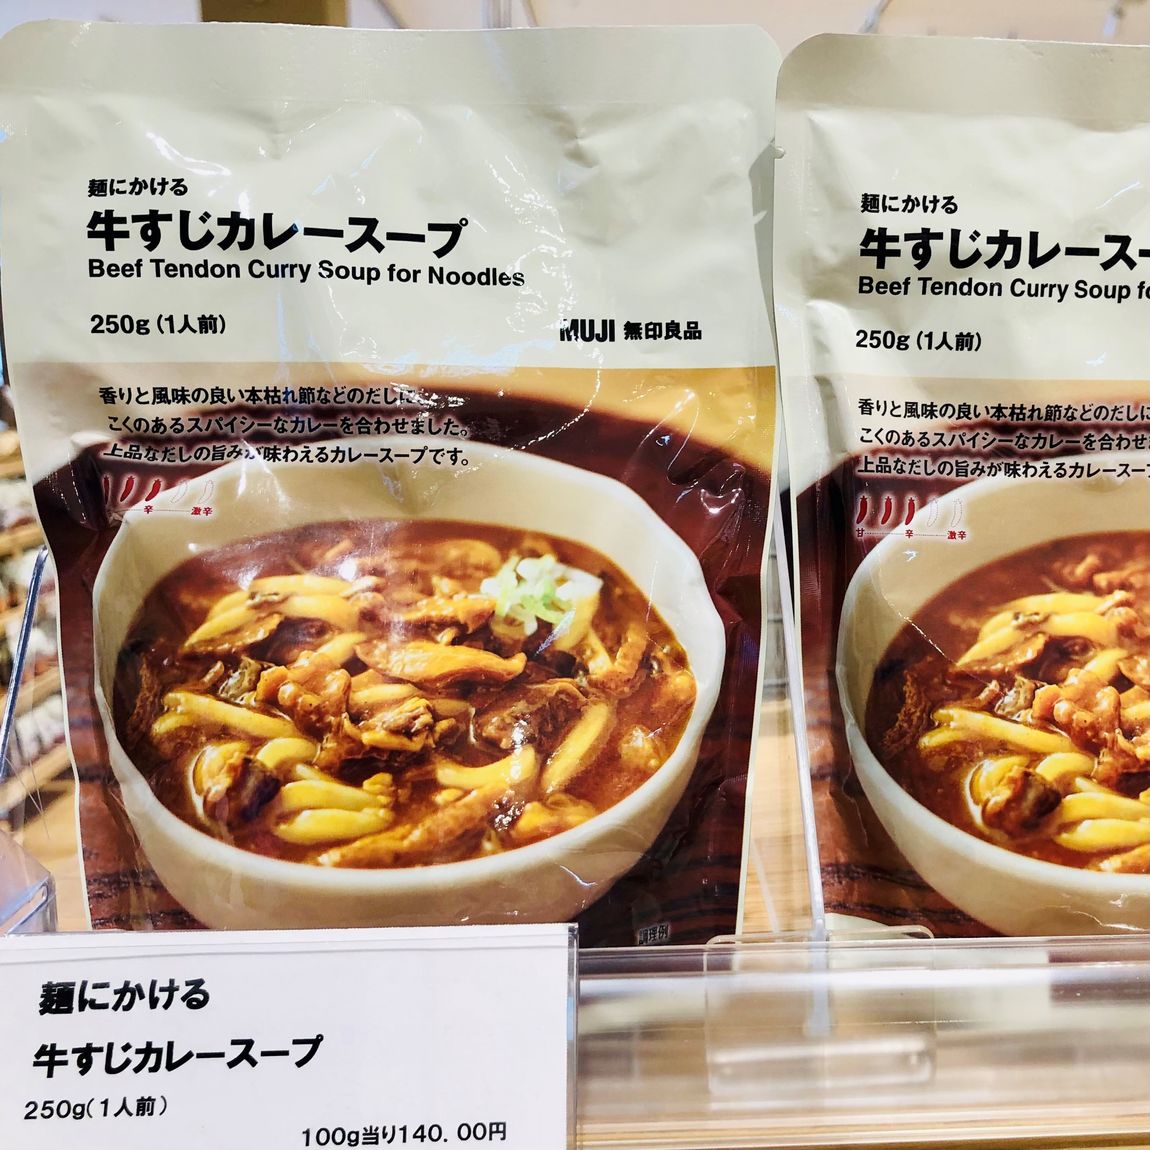 麺にかける
牛すじカレースープ
Beef Tendon Curry Soup for Noodles
250g(1人前)
MUJI 無印良品
香りと風味の良い本枯れ節などのだしに、
こくのあるスパイシーなカレーを合わせました。
上品なだしの旨みが味わえるカレースープです。
辛 激辛
調理例
麺にかける
牛すじカレース
Beef Tendon Curry Soup
250g(1人前)
香りと風味の良い本枯れ節などのだしに
こくのあるスパイシーなカレーを合わせ
上品なだしの旨みが味わえるカレースー
甘 辛 激辛
麺にかける
牛すじカレースープ
250g(1人前)
100g当り140.00円